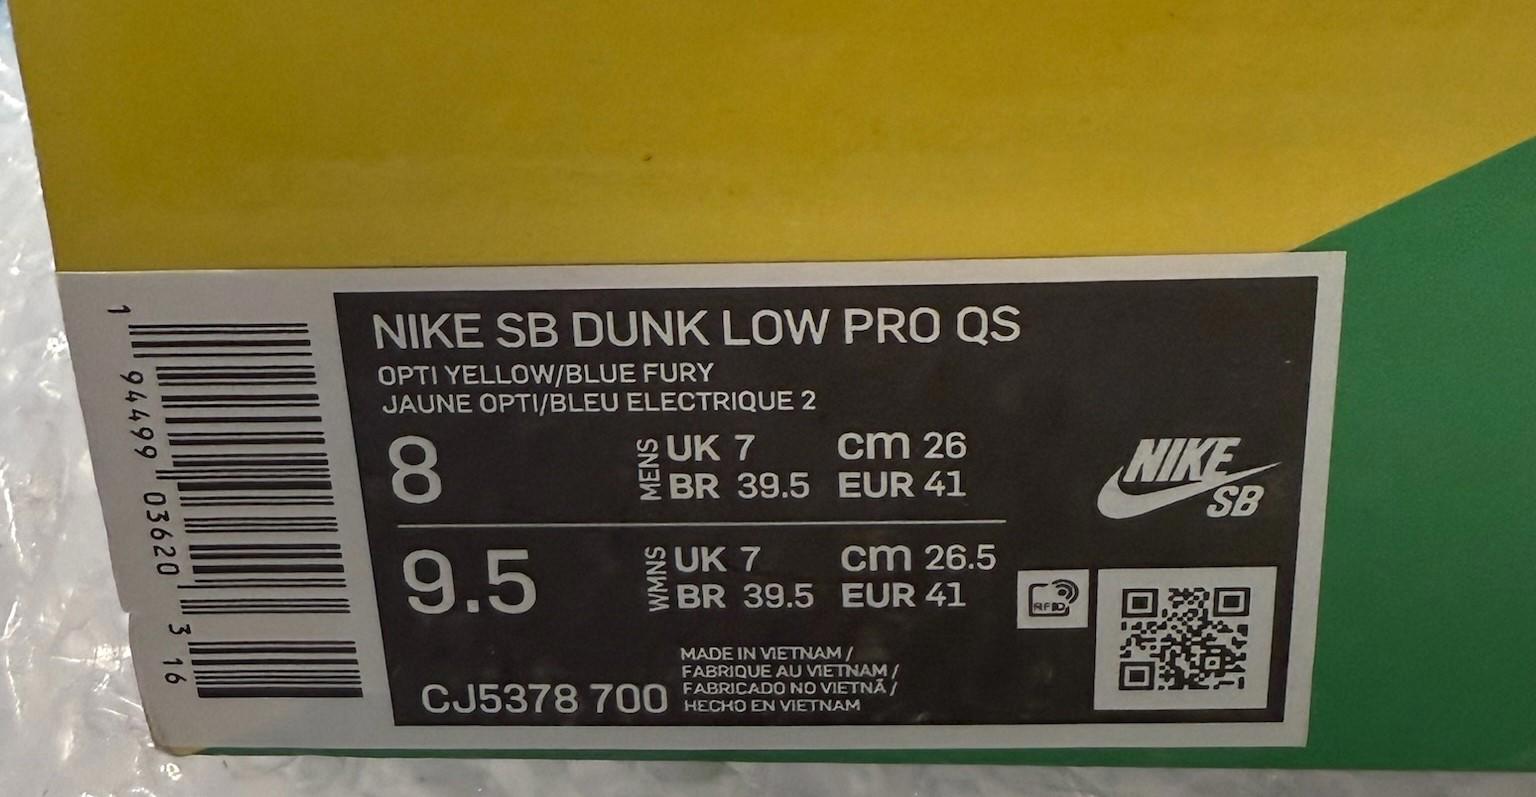 NIKE SB DUNK LOW PRO QS
OPTI YELLOW/BLUE FURY
JAUNE OPTI/BLEU ELECTRIQUE 2
8 MENS UK 7 cm 26
BR 39.5 EUR 41
NIKE
SB
9.5 WMNS UK 7 cm 26.5
BR 39.5 EUR 41
RFID
MADE IN VIETNAM /
FABRIQUE AU VIETNAM /
FABRICADO NO VIETNÃ /
HECHO EN VIETNAM
CJ5378 700
1 94499 03620 3 16